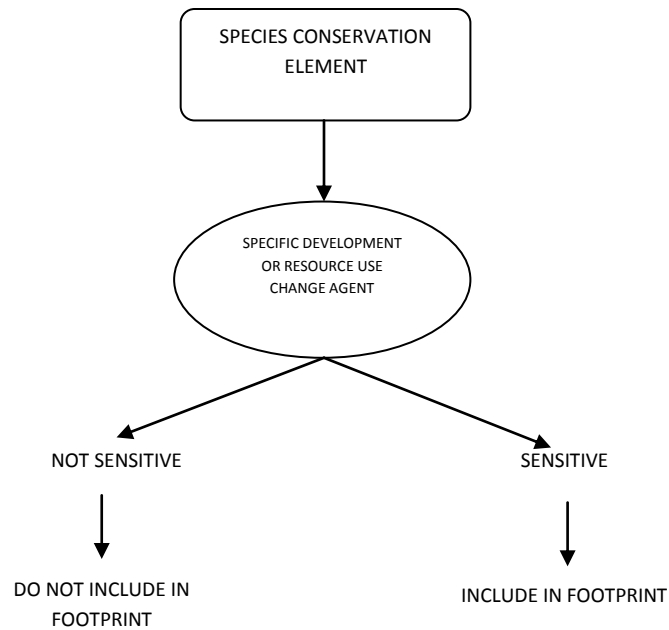 SPECIES CONSERVATION
ELEMENT
SPECIFIC DEVELOPMENT
OR RESOURCE USE
CHANGE AGENT
NOT SENSITIVE
SENSITIVE
DO NOT INCLUDE IN
FOOTPRINT
INCLUDE IN FOOTPRINT